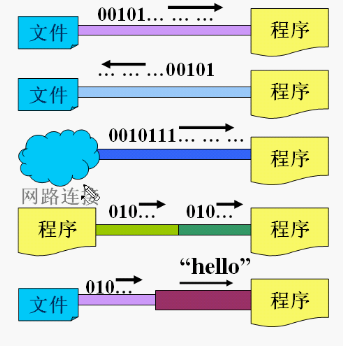 00101… … …
文件 程序
… … …00101
文件 程序
0010111… … …
程序
网路连接
010… 010…
程序 程序
“hello”
010…
文件 程序